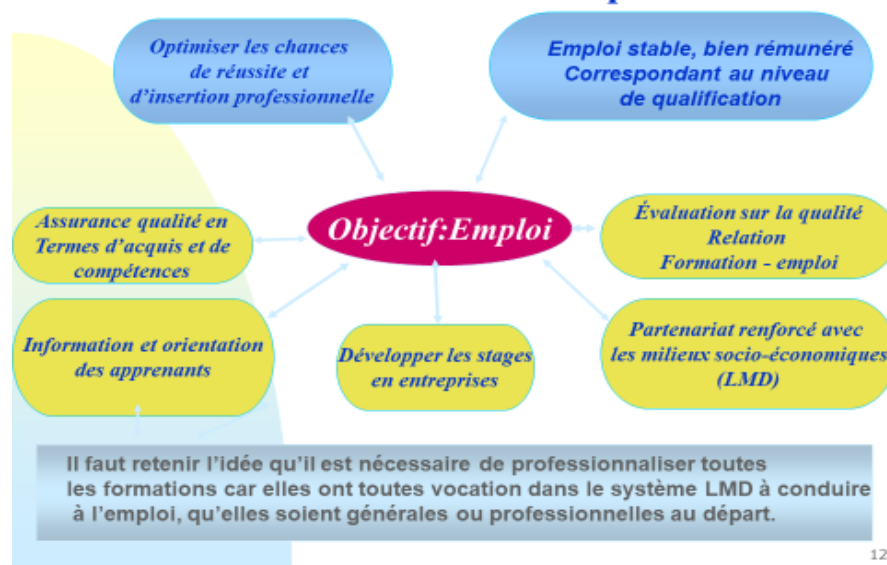 Optimiser les chances
de réussite et
d'insertion professionnelle
Emploi stable, bien rémunéré
Correspondant au niveau
de qualification
Objectif:Emploi
Assurance qualité en
Termes d'acquis et de
compétences
Évaluation sur la qualité
Relation
Formation - emploi
Information et orientation
des apprenants
Développer les stages
en entreprises
Partenariat renforcé avec
les milieux socio-économiques
(LMD)
Il faut retenir l'idée qu'il est nécessaire de professionnaliser toutes
les formations car elles ont toutes vocation dans le système LMD à conduire
à l'emploi, qu'elles soient générales ou professionnelles au départ.
12